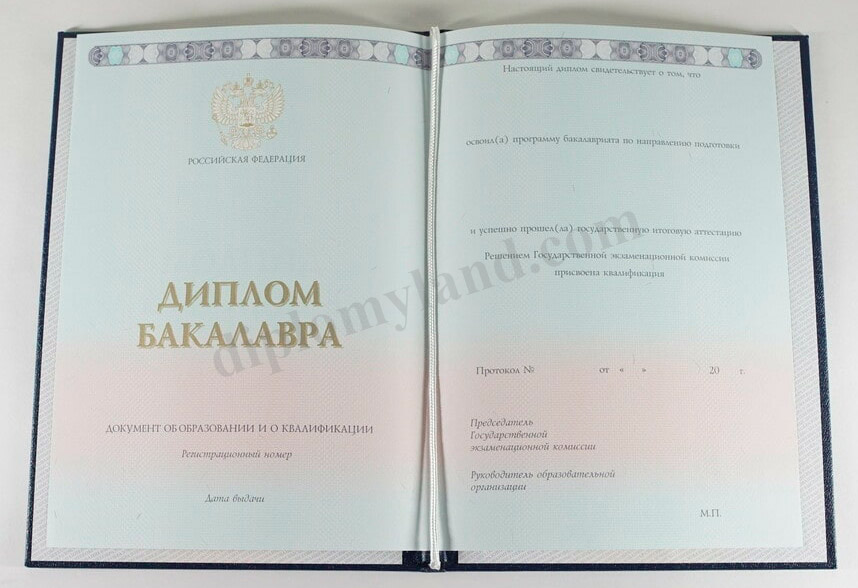 РОССИЙСКАЯ ФЕДЕРАЦИЯ
ДИПЛОМ
БАКАЛАВРА
ДОКУМЕНТ ОБ ОБРАЗОВАНИИ И О КВАЛИФИКАЦИИ
Регистрационный номер
Дата выдачи
Настоящий диплом свидетельствует о том, что
освоил(а) программу бакалавриата по направлению подготовки
и успешно прошел(ла) государственную итоговую аттестацию
Решением Государственной экзаменационной комиссии
присвоена квалификация
Протокол № от « » 20 г.
Председатель
Государственной
экзаменационной комиссии
Руководитель образовательной
организации
М.П.
diplomyland.com